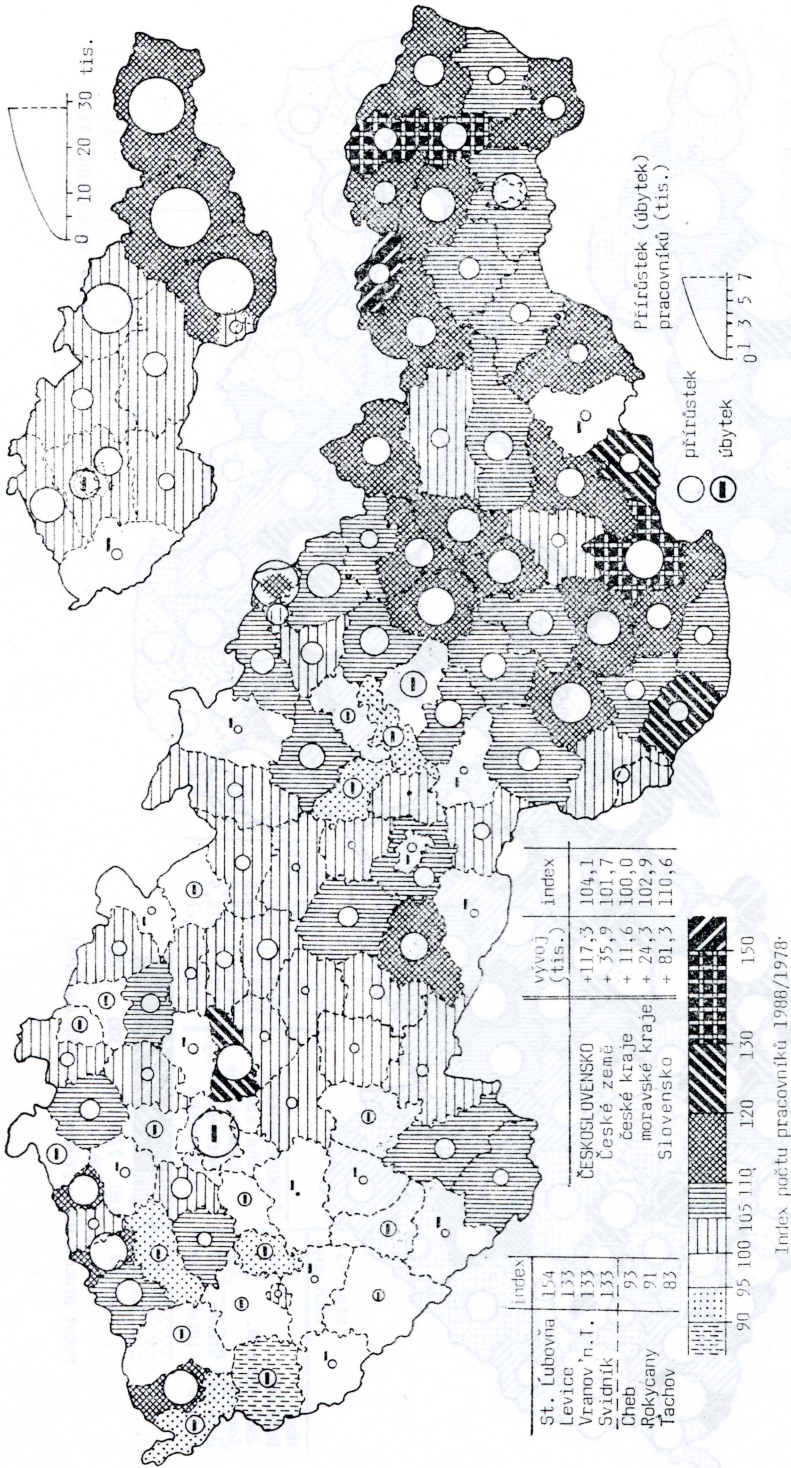 0 10 20 30 tis.
Přírůstek (úbytek)
pracovníků (tis.)
0 1 3 5 7
přírůstek
úbytek
index
St. Ľubovňa 154
Levice 133
Vranov n.T. 133
Svidník 133
Cheb 93
Rokycany 91
Tachov 83
vývoj index
(tis.)
ČESKOSLOVENSKO +117,3 104,1
České země + 35,9 101,7
české kraje + 11,6 100,0
moravské kraje + 24,3 102,9
Slovensko + 81,3 110,6
90 95 100 105 110 120 130 150
Index počtu pracovníků 1988/1978